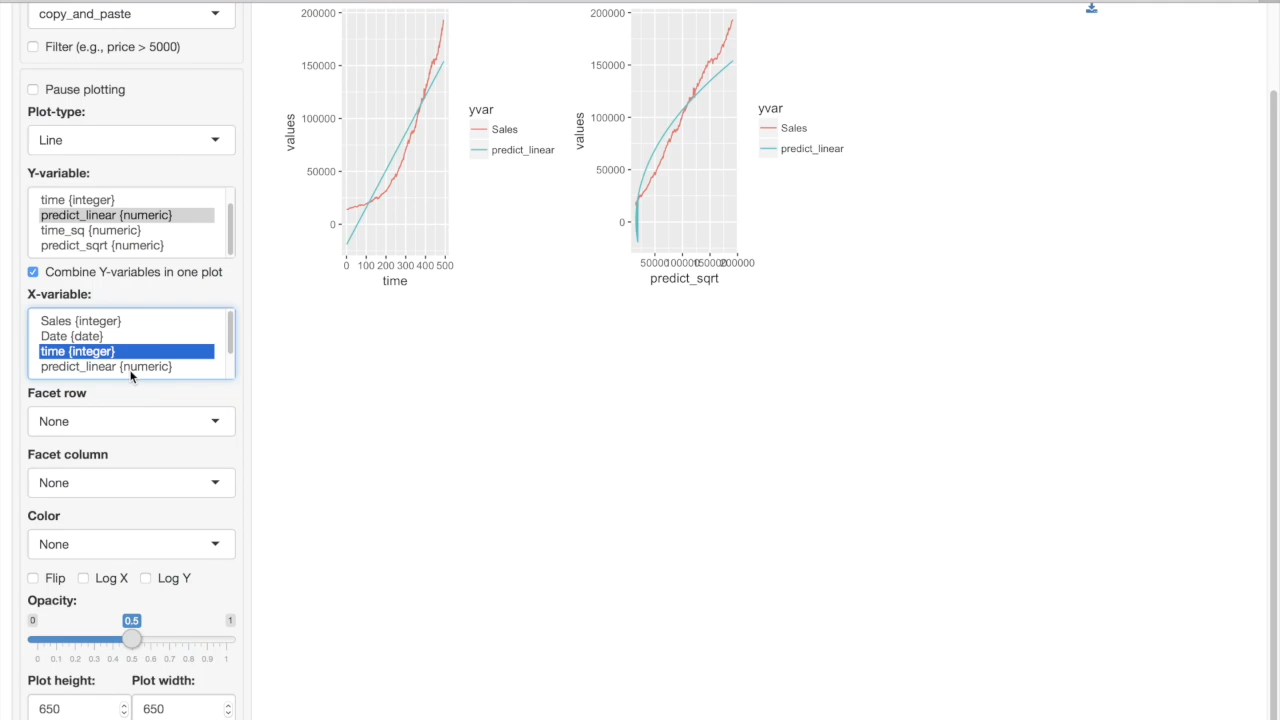 copy_and_paste
Filter (e.g., price > 5000)
Pause plotting
Plot-type:
Line
Y-variable:
time {integer}
predict_linear {numeric}
time_sq {numeric}
predict_sqrt {numeric}
Combine Y-variables in one plot
X-variable:
Sales {integer}
Date {date}
time {integer}
predict_linear {numeric}
Facet row
None
Facet column
None
Color
None
Flip Log X Log Y
Opacity:
0 0.5 1
0 0.1 0.2 0.3 0.4 0.5 0.6 0.7 0.8 0.9 1
Plot height: Plot width:
650 650
200000
150000
100000
50000
0
values
0 100 200 300 400 500
time
yvar
Sales
predict_linear
200000
150000
100000
50000
0
values
50000 100000 150000 200000
predict_sqrt
yvar
Sales
predict_linear